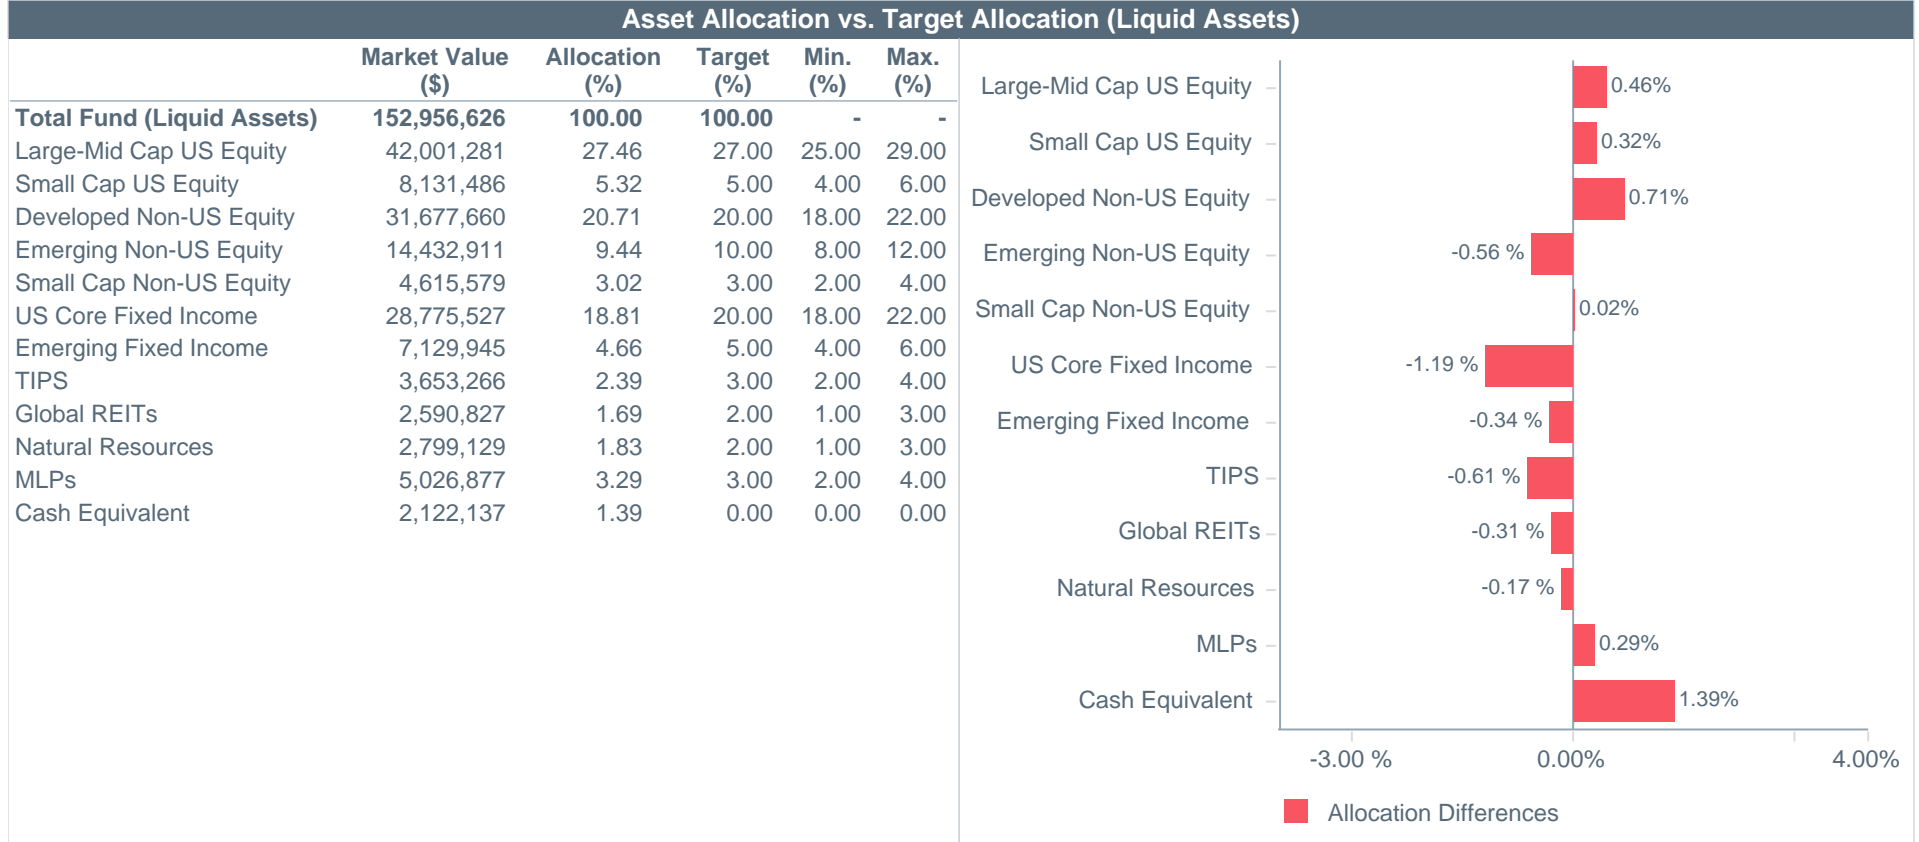 Asset Allocation vs. Target Allocation (Liquid Assets)
Market Value ($) Allocation (%) Target (%) Min. (%) Max. (%)
Total Fund (Liquid Assets) 152,956,626 100.00 100.00 - -
Large-Mid Cap US Equity 42,001,281 27.46 27.00 25.00 29.00
Small Cap US Equity 8,131,486 5.32 5.00 4.00 6.00
Developed Non-US Equity 31,677,660 20.71 20.00 18.00 22.00
Emerging Non-US Equity 14,432,911 9.44 10.00 8.00 12.00
Small Cap Non-US Equity 4,615,579 3.02 3.00 2.00 4.00
US Core Fixed Income 28,775,527 18.81 20.00 18.00 22.00
Emerging Fixed Income 7,129,945 4.66 5.00 4.00 6.00
TIPS 3,653,266 2.39 3.00 2.00 4.00
Global REITs 2,590,827 1.69 2.00 1.00 3.00
Natural Resources 2,799,129 1.83 2.00 1.00 3.00
MLPs 5,026,877 3.29 3.00 2.00 4.00
Cash Equivalent 2,122,137 1.39 0.00 0.00 0.00
Large-Mid Cap US Equity 0.46%
Small Cap US Equity 0.32%
Developed Non-US Equity 0.71%
Emerging Non-US Equity -0.56 %
Small Cap Non-US Equity 0.02%
US Core Fixed Income -1.19 %
Emerging Fixed Income -0.34 %
TIPS -0.61 %
Global REITs -0.31 %
Natural Resources -0.17 %
MLPs 0.29%
Cash Equivalent 1.39%
-3.00 % 0.00% 4.00%
Allocation Differences